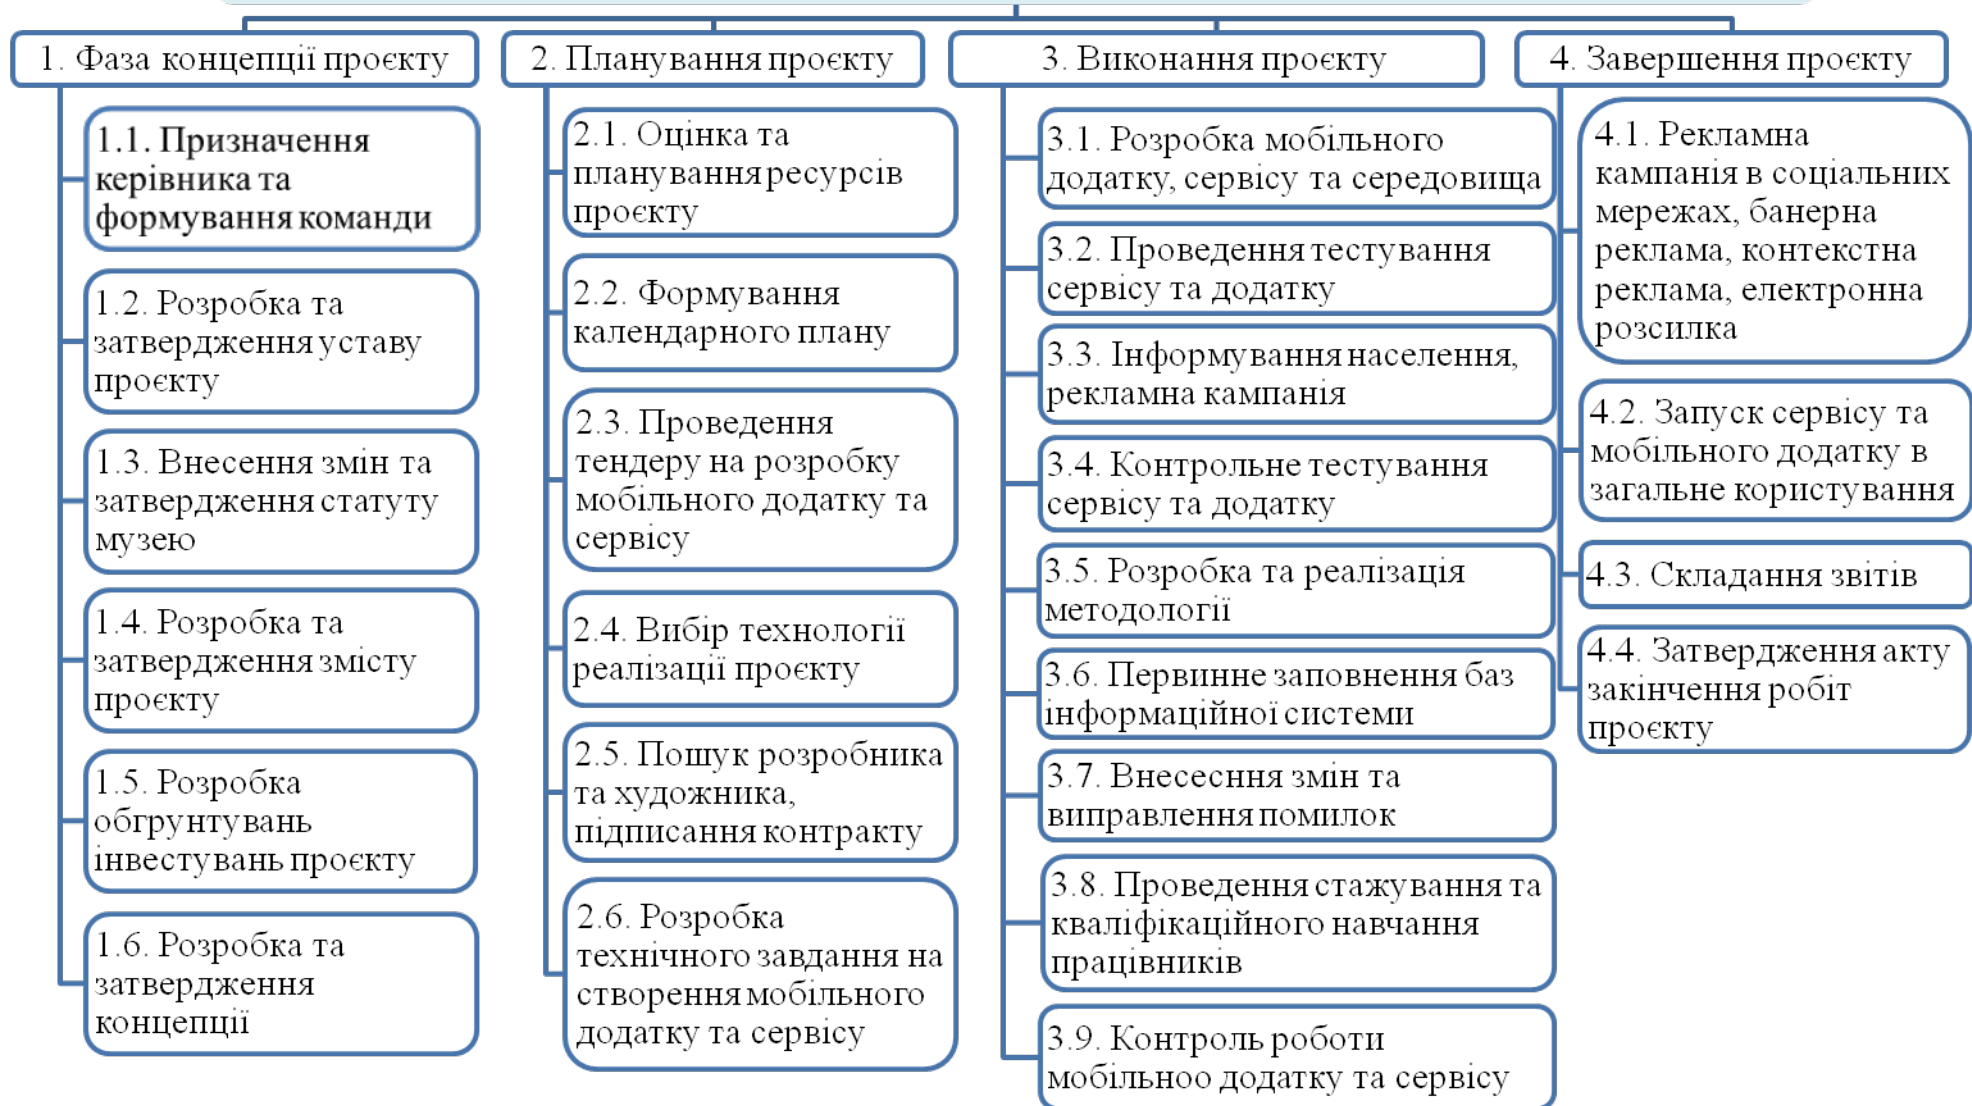 1. Фаза концепції проєкту
1.1. Призначення
керівника та
формування команди
1.2. Розробка та
затвердження уставу
проєкту
1.3. Внесення змін та
затвердження статуту
музею
1.4. Розробка та
затвердження змісту
проєкту
1.5. Розробка
обгрунтувань
інвестувань проєкту
1.6. Розробка та
затвердження
концепції
2. Планування проєкту
2.1. Оцінка та
планування ресурсів
проєкту
2.2. Формування
календарного плану
2.3. Проведення
тендеру на розробку
мобільного додатку та
сервісу
2.4. Вибір технології
реалізації проєкту
2.5. Пошук розробника
та художника,
підписання контракту
2.6. Розробка
технічного завдання на
створення мобільного
додатку та сервісу
3. Виконання проєкту
3.1. Розробка мобільного
додатку, сервісу та середовища
3.2. Проведення тестування
сервісу та додатку
3.3. Інформування населення,
рекламна кампанія
3.4. Контрольне тестування
сервісу та додатку
3.5. Розробка та реалізація
методології
3.6. Первинне заповнення баз
інформаційної системи
3.7. Внесесння змін та
виправлення помилок
3.8. Проведення стажування та
кваліфікаційного навчання
працівників
3.9. Контроль роботи
мобільноо додатку та сервісу
4. Завершення проєкту
4.1. Рекламна
кампанія в соціальних
мережах, банерна
реклама, контекстна
реклама, електронна
розсилка
4.2. Запуск сервісу та
мобільного додатку в
загальне користування
4.3. Складання звітів
4.4. Затвердження акту
закінчення робіт
проєкту